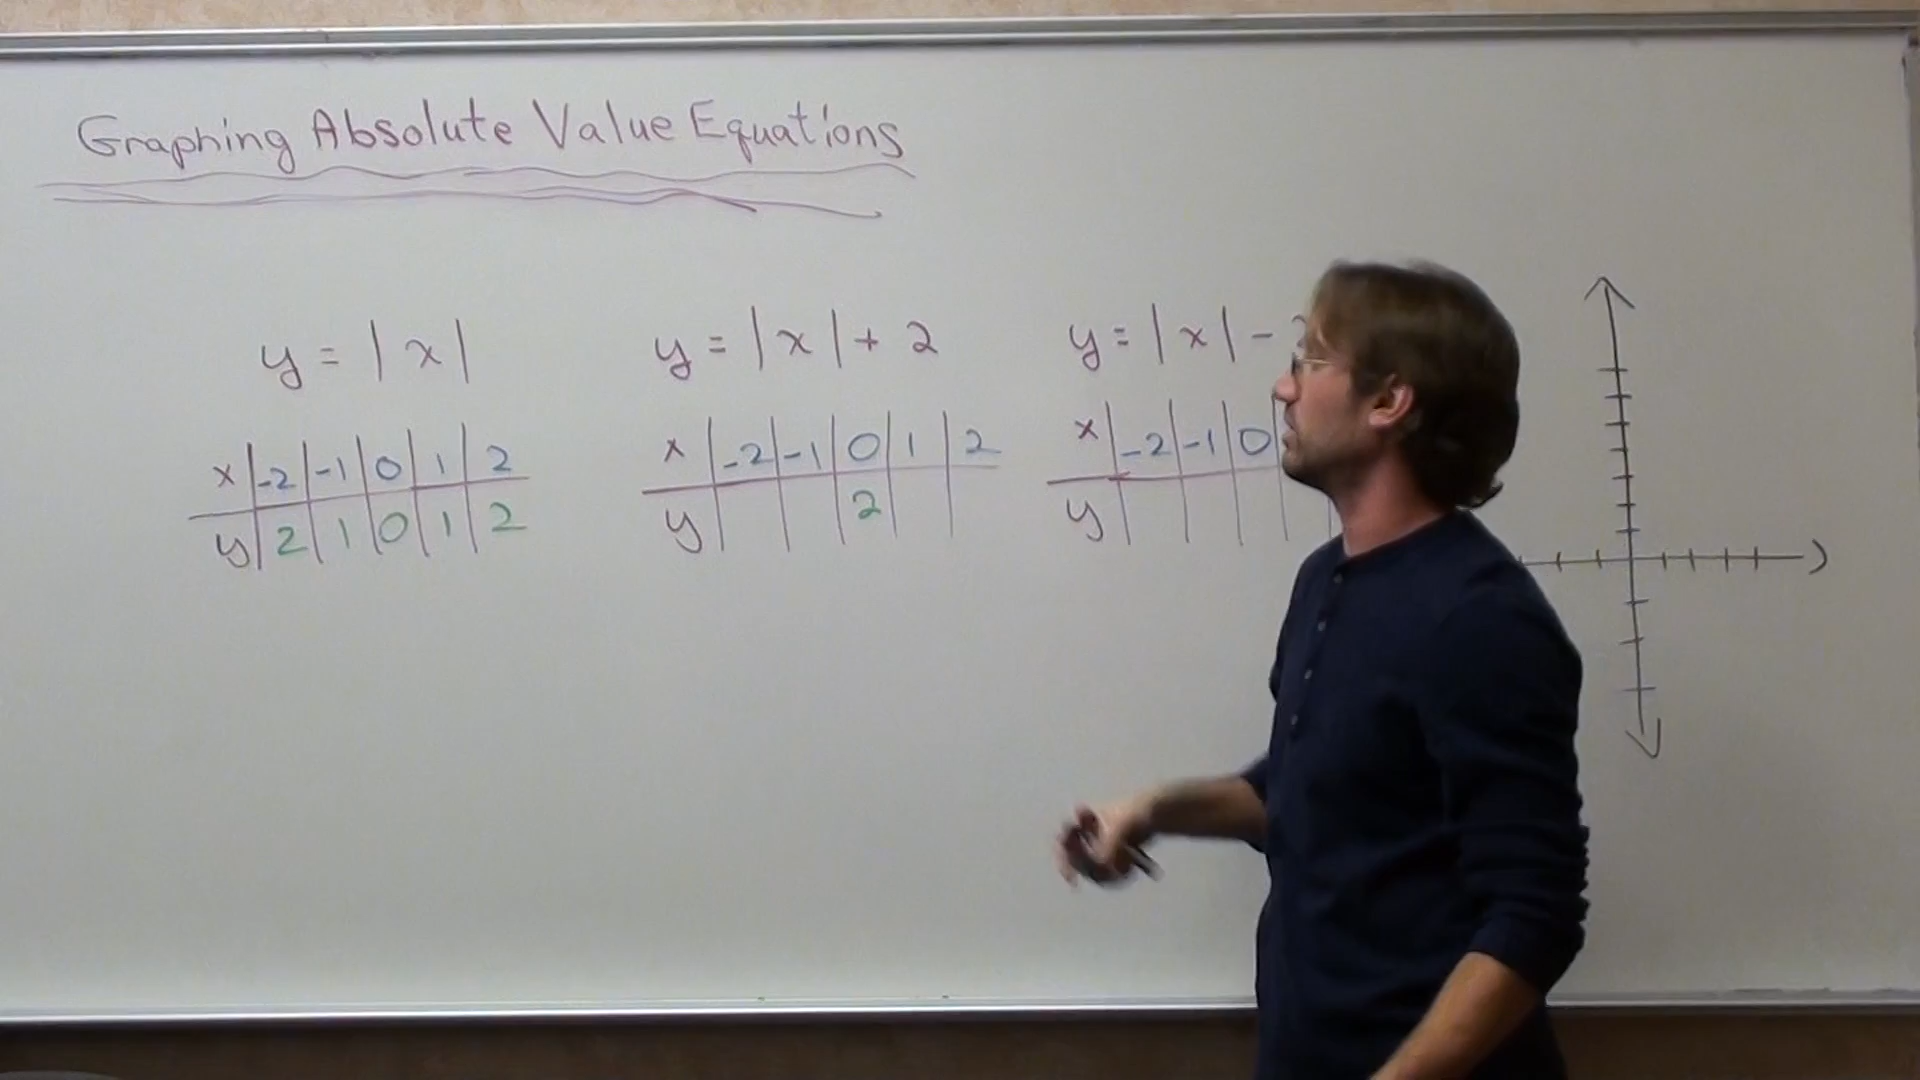 Graphing Absolute Value Equations
y = |x|
x -2 -1 0 1 2
y 2 1 0 1 2
y = |x| + 2
x -2 -1 0 1 2
y 2
y = |x| -
x -2 -1 0
y